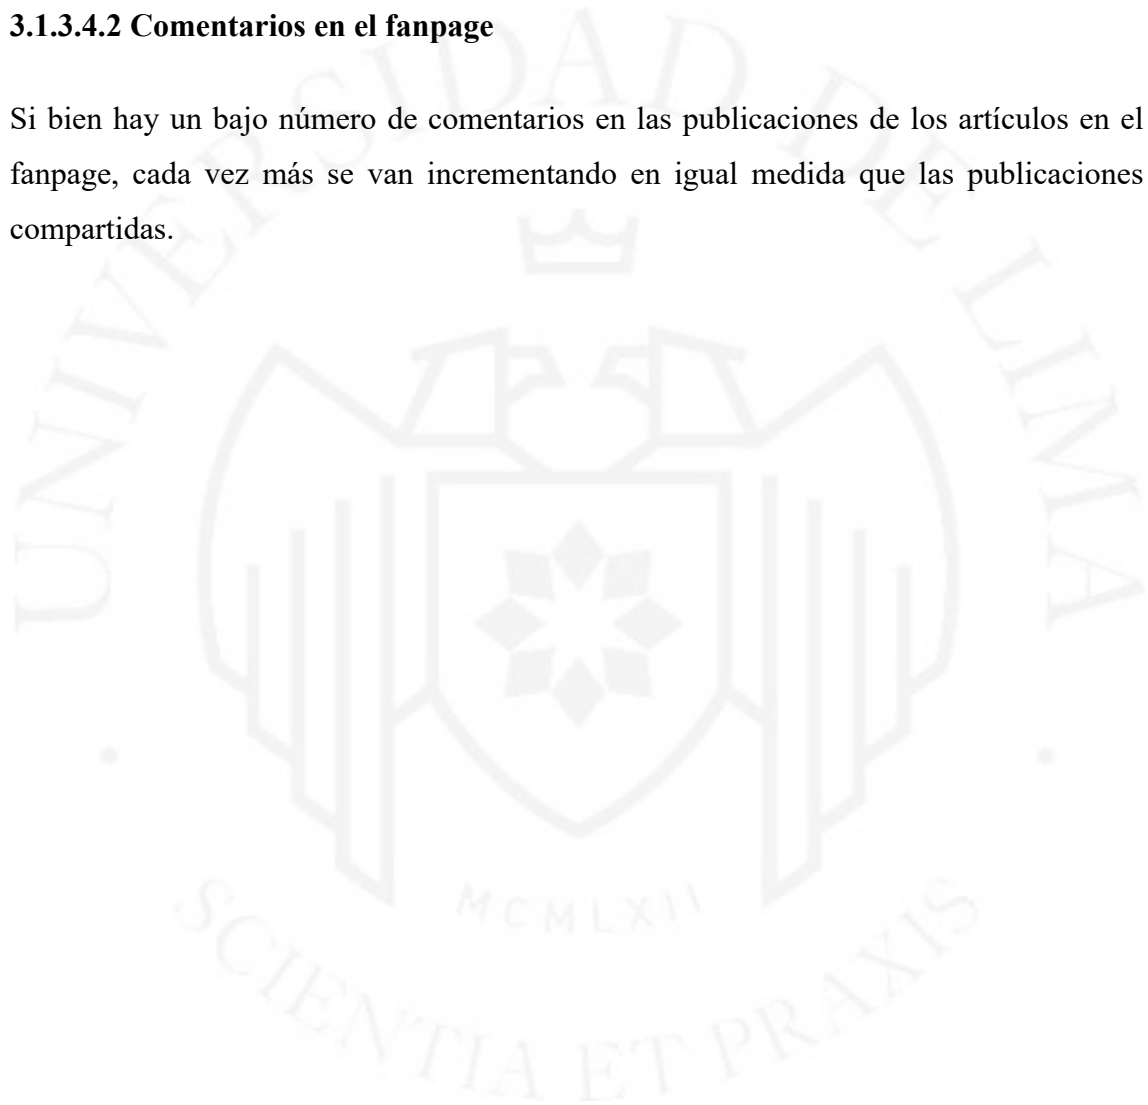 3.1.3.4.2 Comentarios en el fanpage
Si bien hay un bajo número de comentarios en las publicaciones de los artículos en el
fanpage, cada vez más se van incrementando en igual medida que las publicaciones
compartidas.
UNIVERSIDAD DE LIMA
MCMLXII
SCIENTIA ET PRAXIS